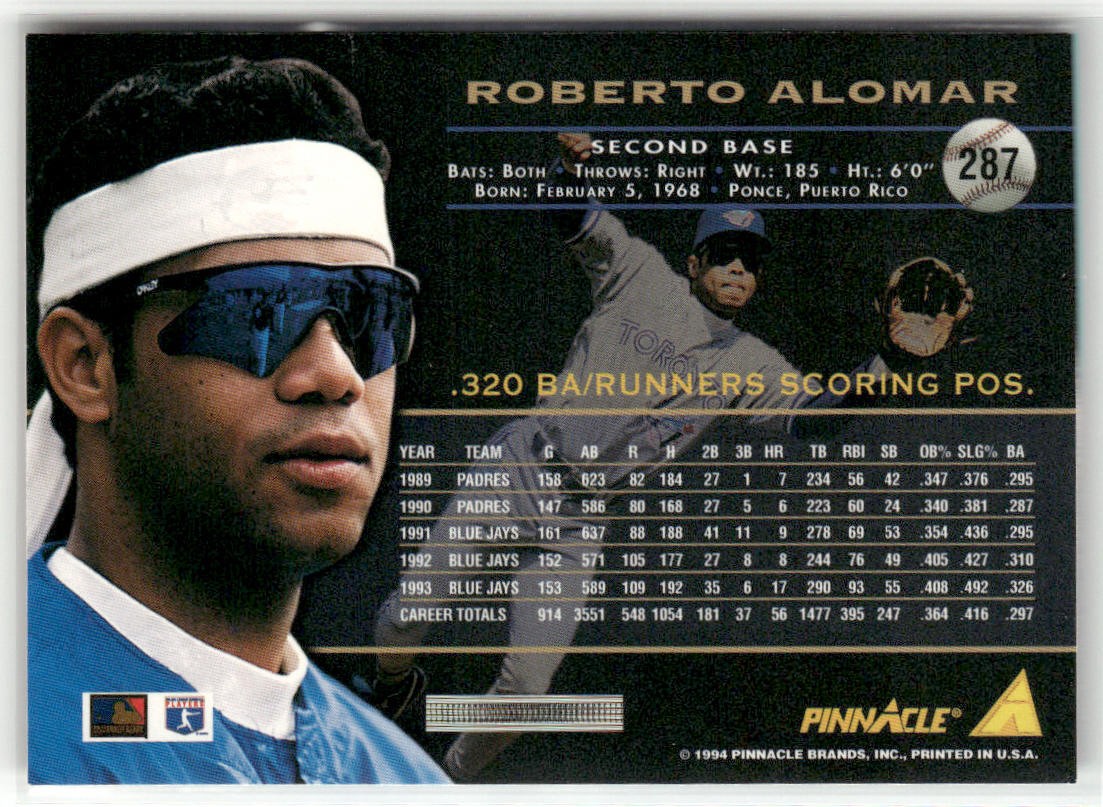 ROBERTO ALOMAR
SECOND BASE
BATS: BOTH • THROWS: RIGHT • WT.: 185 • HT.: 6'0"
BORN: FEBRUARY 5, 1968 • PONCE, PUERTO RICO
287
OAKLEY
TORO
.320 BA/RUNNERS SCORING POS.
YEAR TEAM G AB R H 2B 3B HR TB RBI SB OB% SLG% BA
1989 PADRES 158 623 82 184 27 1 7 234 56 42 .347 .376 .295
1990 PADRES 147 586 80 168 27 5 6 223 60 24 .340 .381 .287
1991 BLUE JAYS 161 637 88 188 41 11 9 278 69 53 .354 .436 .295
1992 BLUE JAYS 152 571 105 177 27 8 8 244 76 49 .405 .427 .310
1993 BLUE JAYS 153 589 109 192 35 6 17 290 93 55 .408 .492 .326
CAREER TOTALS 914 3551 548 1054 181 37 56 1477 395 247 .364 .416 .297
PLAYERS
PINNACLE®
© 1994 PINNACLE BRANDS, INC., PRINTED IN U.S.A.